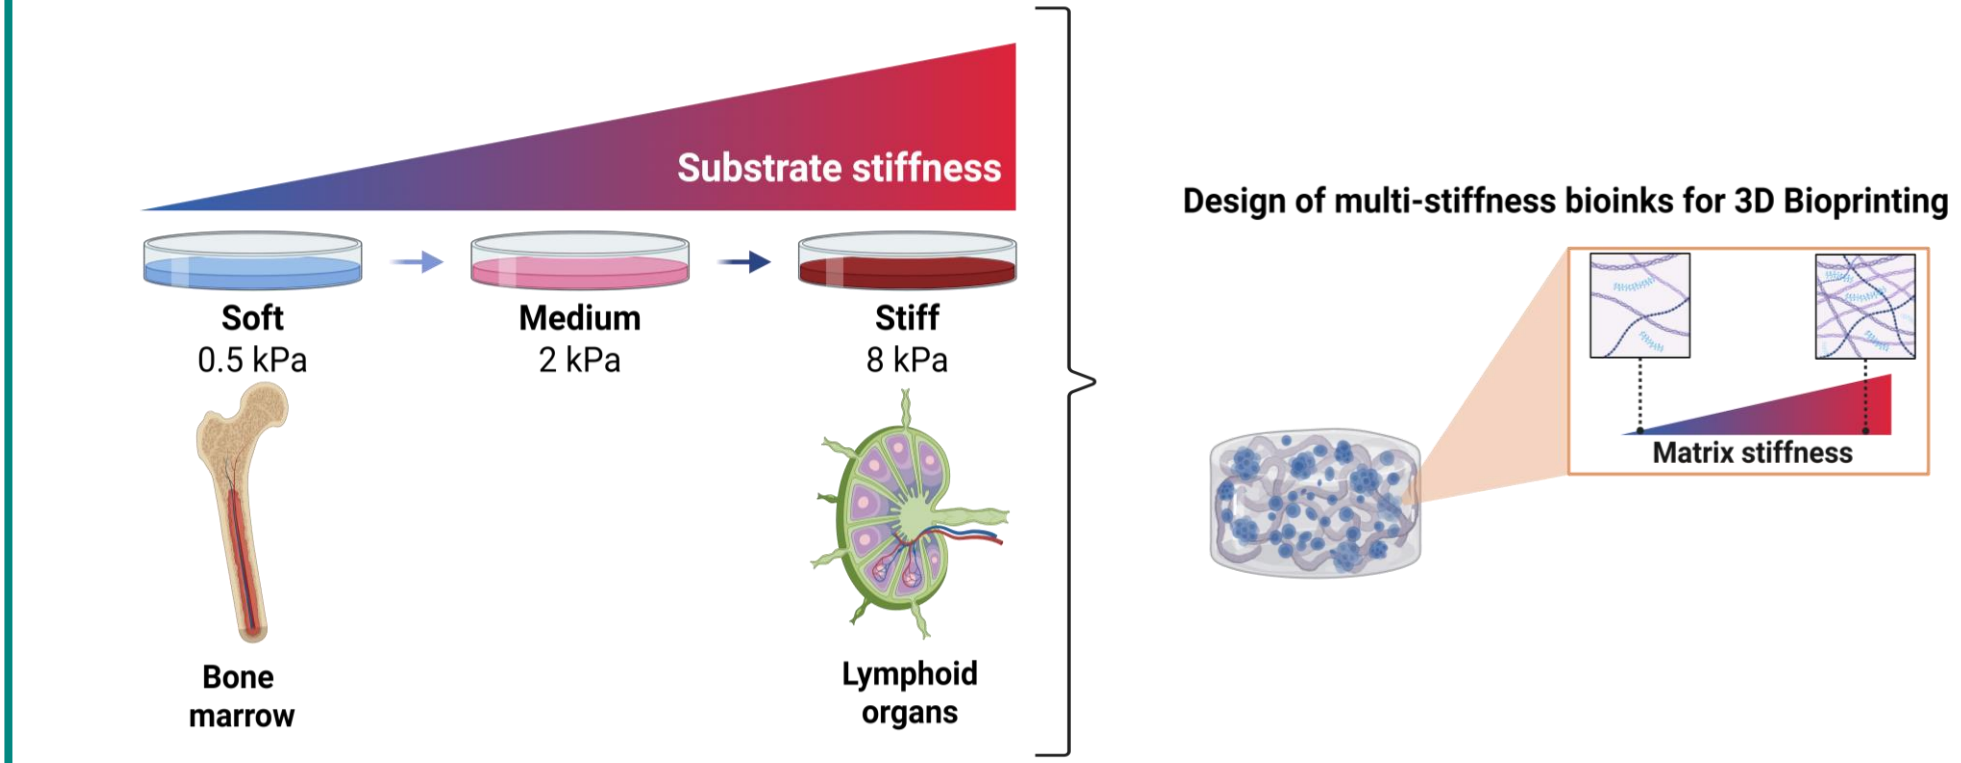 Substrate stiffness
Soft
0.5 kPa
Medium
2 kPa
Stiff
8 kPa
Bone
marrow
Lymphoid
organs
Design of multi-stiffness bioinks for 3D Bioprinting
Matrix stiffness